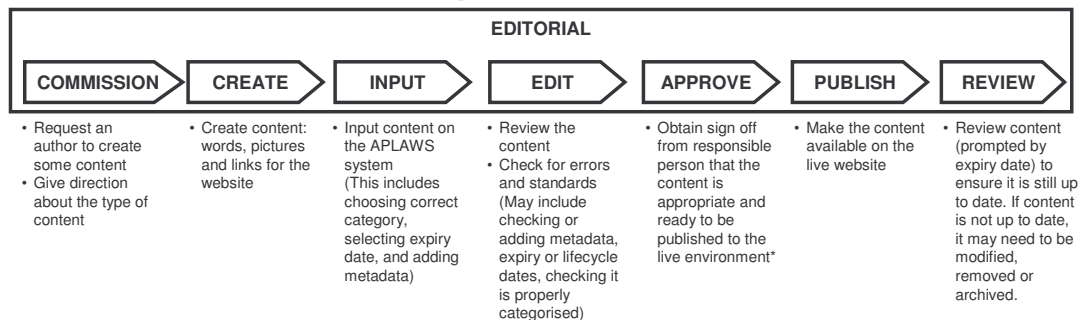 EDITORIAL
COMMISSION
CREATE
INPUT
EDIT
APPROVE
PUBLISH
REVIEW
• Request an
author to create
some content
• Give direction
about the type of
content
• Create content:
words, pictures
and links for the
website
• Input content on
the APLAWS
system
(This includes
choosing correct
category,
selecting expiry
date, and adding
metadata)
• Review the
content
• Check for errors
and standards
(May include
checking or
adding metadata,
expiry or lifecycle
dates, checking it
is properly
categorised)
• Obtain sign off
from responsible
person that the
content is
appropriate and
ready to be
published to the
live environment*
• Make the content
available on the
live website
• Review content
(prompted by
expiry date) to
ensure it is still up
to date. If content
is not up to date,
it may need to be
modified,
removed or
archived.